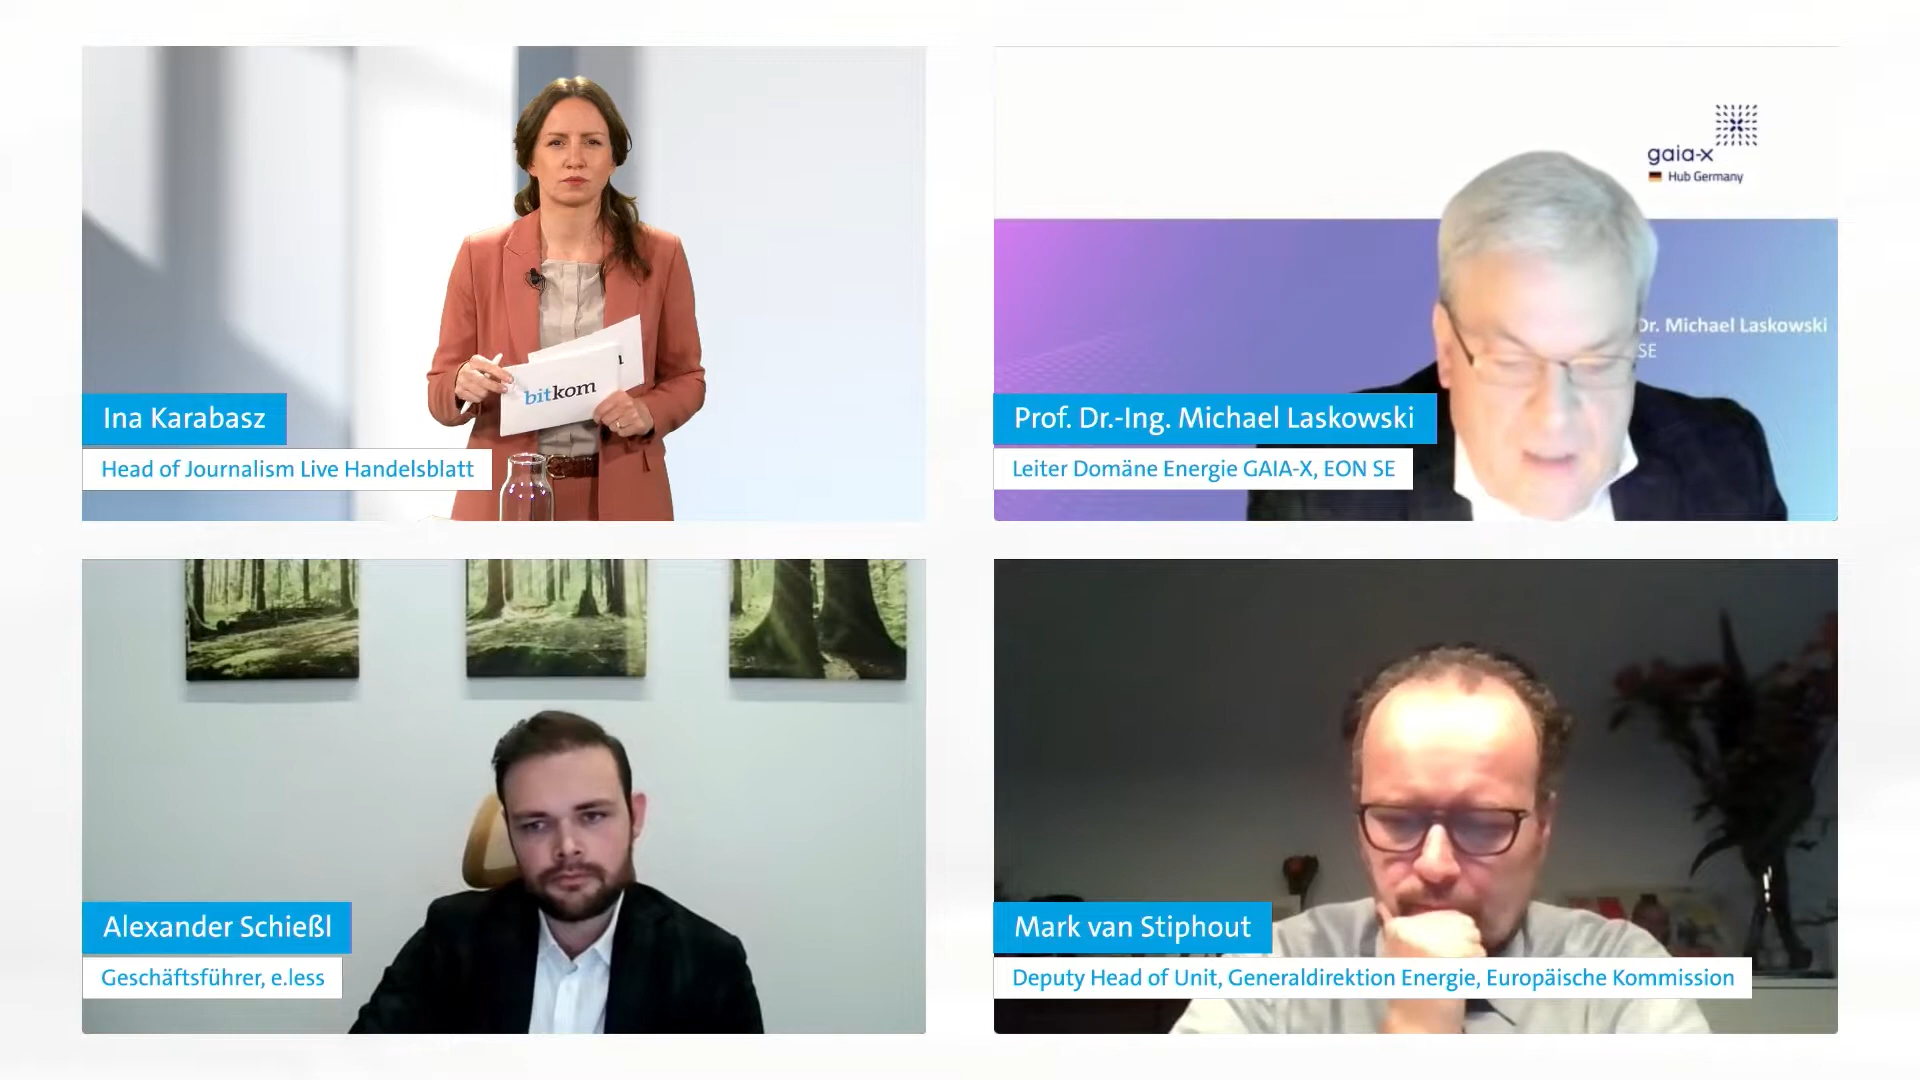 Ina Karabasz
Head of Journalism Live Handelsblatt
bitkom
gaia-x
Hub Germany
Dr. Michael Laskowski
SE
Prof. Dr.-Ing. Michael Laskowski
Leiter Domäne Energie GAIA-X, EON SE
Alexander Schießl
Geschäftsführer, e.less
Mark van Stiphout
Deputy Head of Unit, Generaldirektion Energie, Europäische Kommission